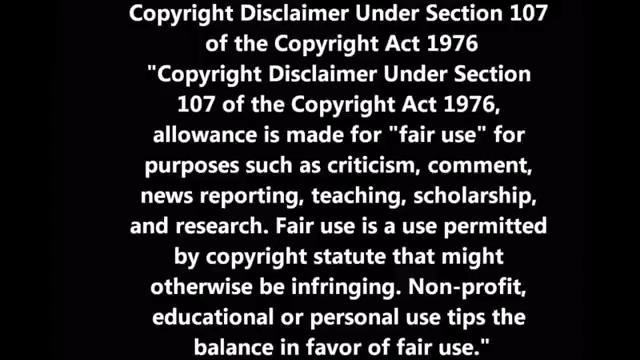 Copyright Disclaimer Under Section 107
of the Copyright Act 1976
"Copyright Disclaimer Under Section
107 of the Copyright Act 1976,
allowance is made for "fair use" for
purposes such as criticism, comment,
news reporting, teaching, scholarship,
and research. Fair use is a use permitted
by copyright statute that might
otherwise be infringing. Non-profit,
educational or personal use tips the
balance in favor of fair use."